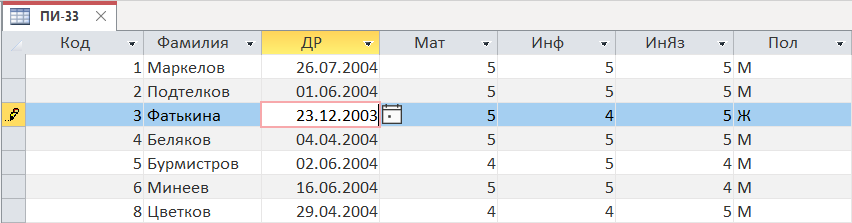 ПИ-33
Код Фамилия ДР Мат Инф ИнЯз Пол
1 Маркелов 26.07.2004 5 5 5 М
2 Подтелков 01.06.2004 5 5 5 М
3 Фатькина 23.12.2003 5 4 5 Ж
4 Беляков 04.04.2004 5 5 5 М
5 Бурмистров 02.06.2004 4 5 4 М
6 Минеев 16.06.2004 5 5 4 М
8 Цветков 29.04.2004 4 4 5 М